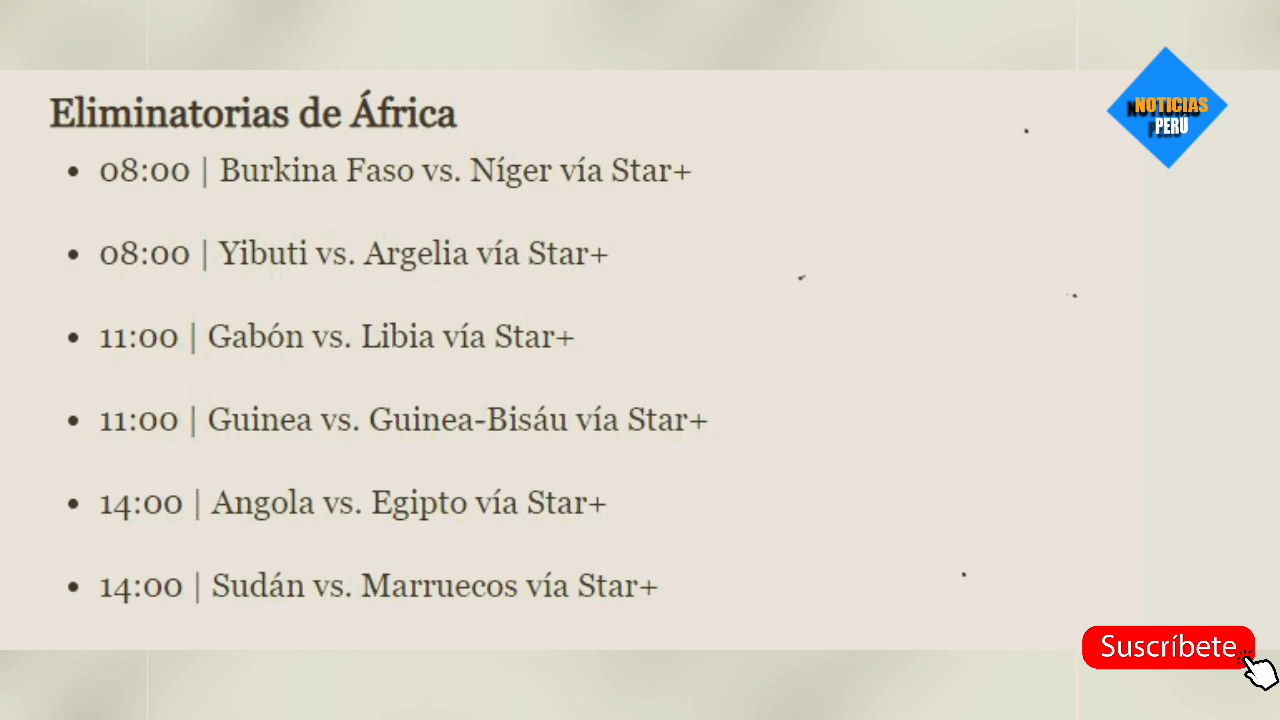 Eliminatorias de África
• 08:00 | Burkina Faso vs. Níger vía Star+
• 08:00 | Yibuti vs. Argelia vía Star+
• 11:00 | Gabón vs. Libia vía Star+
• 11:00 | Guinea vs. Guinea-Bisáu vía Star+
• 14:00 | Angola vs. Egipto vía Star+
• 14:00 | Sudán vs. Marruecos vía Star+
NOTICIAS
PERÚ
Suscríbete